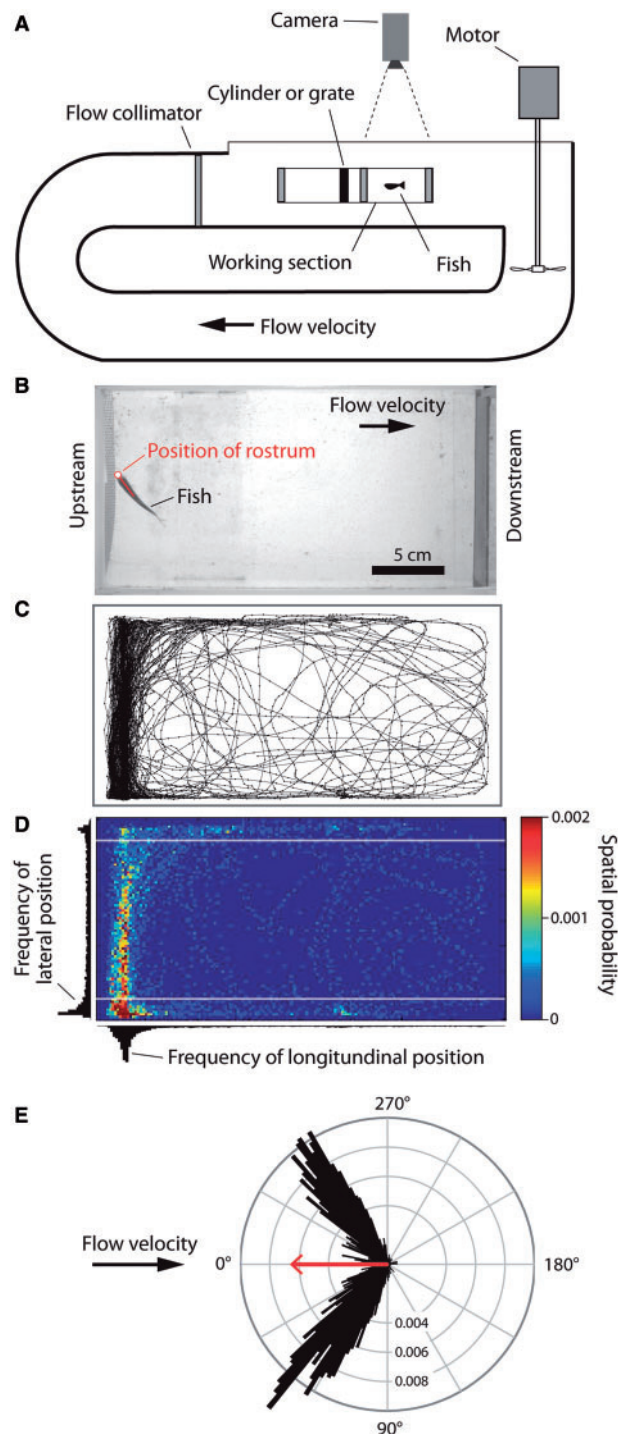 A
Camera
Motor
Cylinder or grate
Flow collimator
Working section
Fish
Flow velocity
B
Flow velocity
Position of rostrum
Fish
Upstream
Downstream
5 cm
C
D
Frequency of
lateral position
0.002
0.001
0
Spatial probability
Frequency of longitundinal position
E
270°
Flow velocity
0°
180°
0.004
0.006
0.008
90°